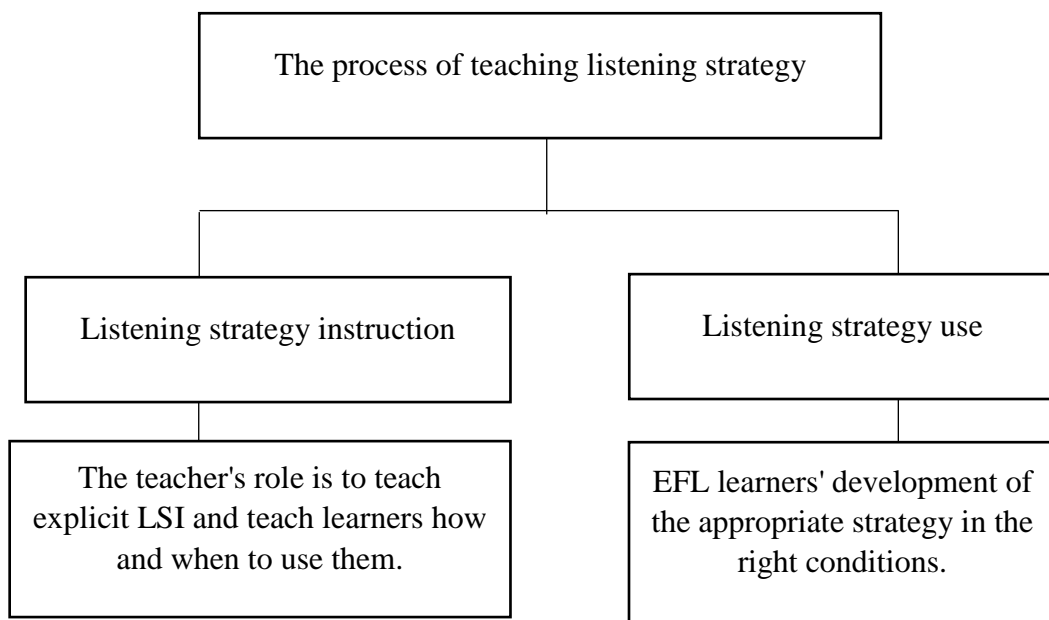 The process of teaching listening strategy
Listening strategy instruction
Listening strategy use
The teacher's role is to teach
explicit LSI and teach learners how
and when to use them.
EFL learners' development of
the appropriate strategy in the
right conditions.